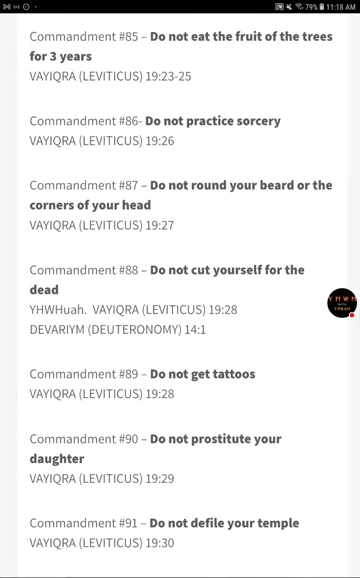 79% 11:18 AM
Commandment #85 – Do not eat the fruit of the trees
for 3 years
VAYIQRA (LEVITICUS) 19:23-25
Commandment #86- Do not practice sorcery
VAYIQRA (LEVITICUS) 19:26
Commandment #87 – Do not round your beard or the
corners of your head
VAYIQRA (LEVITICUS) 19:27
Commandment #88 – Do not cut yourself for the
dead
YHWHuah. VAYIQRA (LEVITICUS) 19:28
DEVARIYM (DEUTERONOMY) 14:1
Commandment #89 – Do not get tattoos
VAYIQRA (LEVITICUS) 19:28
Commandment #90 – Do not prostitute your
daughter
VAYIQRA (LEVITICUS) 19:29
Commandment #91 – Do not defile your temple
VAYIQRA (LEVITICUS) 19:30